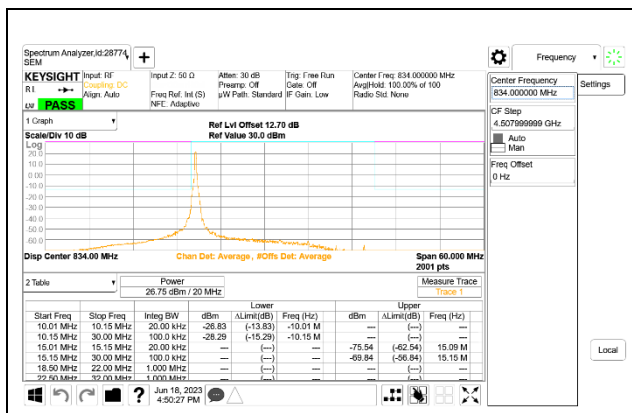 Spectrum Analyzer,id:28774,
SEM
Frequency
KEYSIGHT
Input: RF
Coupling: DC
Align: Auto
Input Z: 50 Ω
Freq Ref: Int (S)
NFE: Adaptive
Atten: 30 dB
Preamp: Off
µW Path: Standard
Trig: Free Run
Gate: Off
IF Gain: Low
Center Freq: 834.000000 MHz
Avg|Hold: 100.00% of 100
Radio Std: None
PASS
Center Frequency
834.000000 MHz
Settings
CF Step
4.507999999 GHz
Auto
Man
Freq Offset
0 Hz
Local
1 Graph
Ref Lvl Offset 12.70 dB
Scale/Div 10 dB
Ref Value 30.0 dBm
Log
20.0
10.0
0.00
-10.0
-20.0
-30.0
-40.0
-50.0
-60.0
Disp Center 834.00 MHz
Chan Det: Average , #Offs Det: Average
Span 60.000 MHz
2001 pts
2 Table
Power
26.75 dBm / 20 MHz
Measure Trace
Trace 1
Lower Upper
Start Freq Stop Freq Integ BW dBm ΔLimit(dB) Freq (Hz) dBm ΔLimit(dB) Freq (Hz)
10.01 MHz 10.15 MHz 20.00 kHz -26.83 (-13.83) -10.01 M --- (---) ---
10.15 MHz 30.00 MHz 100.0 kHz -28.29 (-15.29) -10.15 M --- (---) ---
15.01 MHz 15.15 MHz 20.00 kHz --- (---) --- -75.54 (-62.54) 15.09 M
15.15 MHz 30.00 MHz 100.0 kHz --- (---) --- -69.84 (-56.84) 15.15 M
18.50 MHz 22.00 MHz 1.000 MHz --- (---) --- --- (---) ---
22.50 MHz 32.00 MHz 1.000 MHz --- (---) --- --- (---) ---
Jun 18, 2023
4:50:27 PM